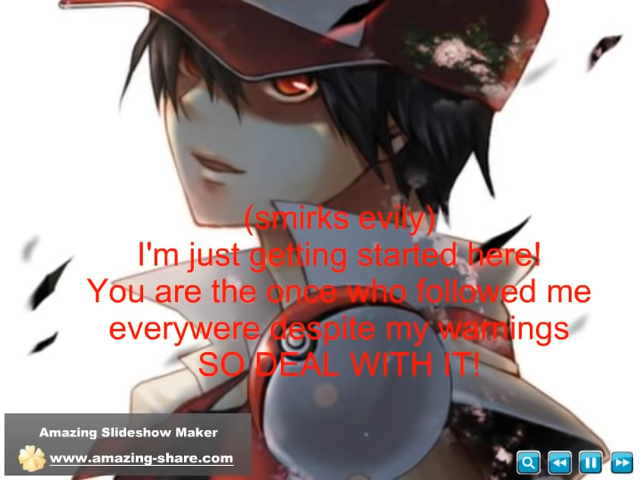 (smirks evily)
I'm just getting started here!
You are the once who followed me
everywere despite my warnings
SO DEAL WITH IT!
Amazing Slideshow Maker
www.amazing-share.com